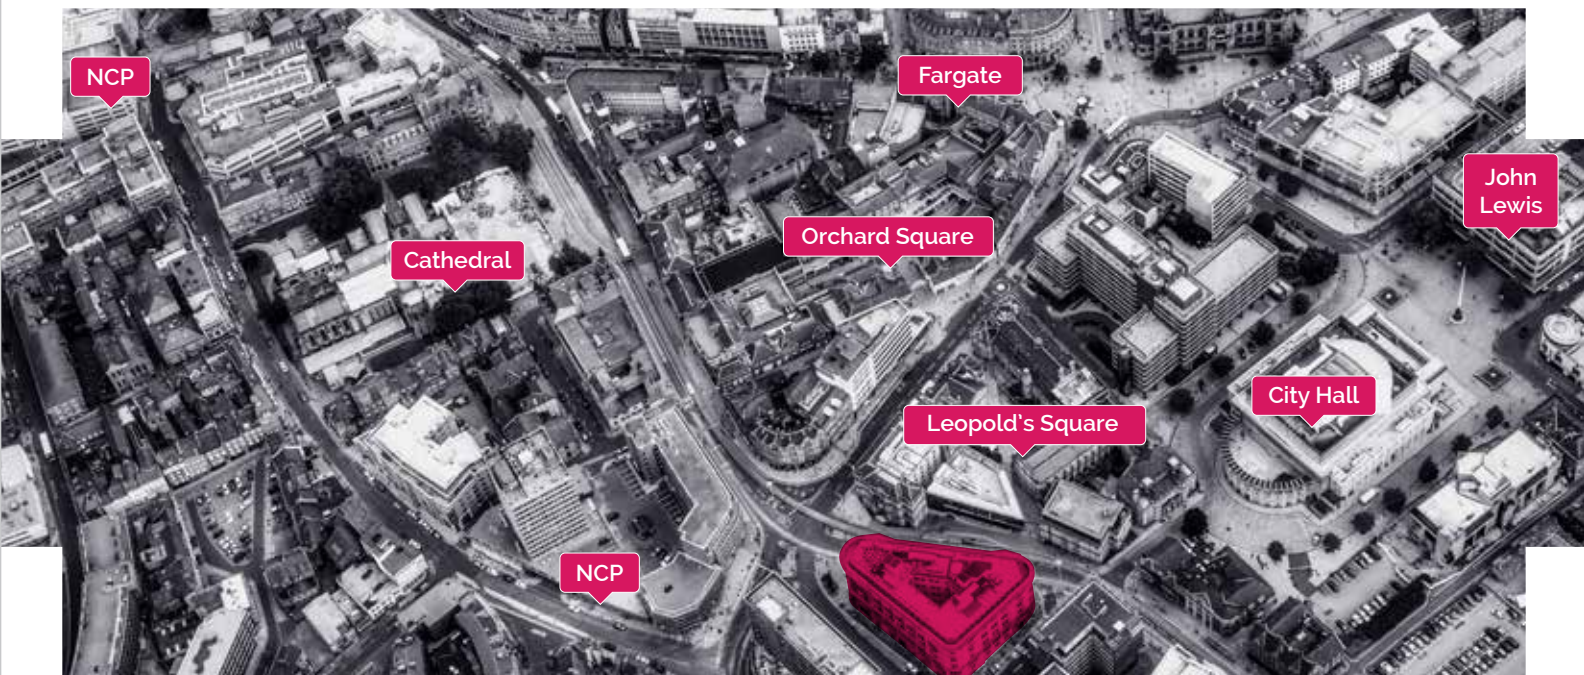 NCP
Fargate
John
Lewis
Orchard Square
Cathedral
City Hall
Leopold's Square
NCP